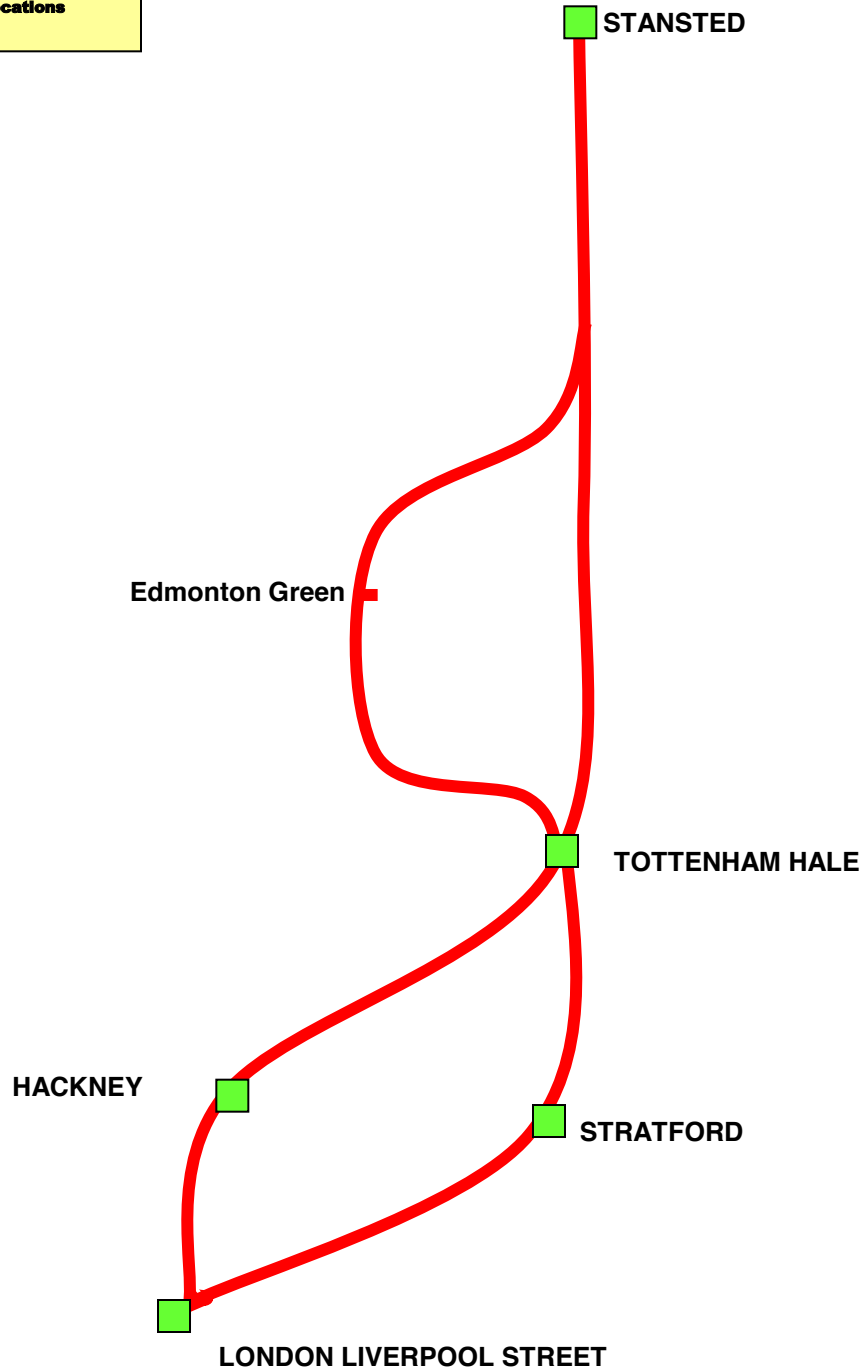 cations
STANSTED
Edmonton Green
TOTTENHAM HALE
HACKNEY
STRATFORD
LONDON LIVERPOOL STREET